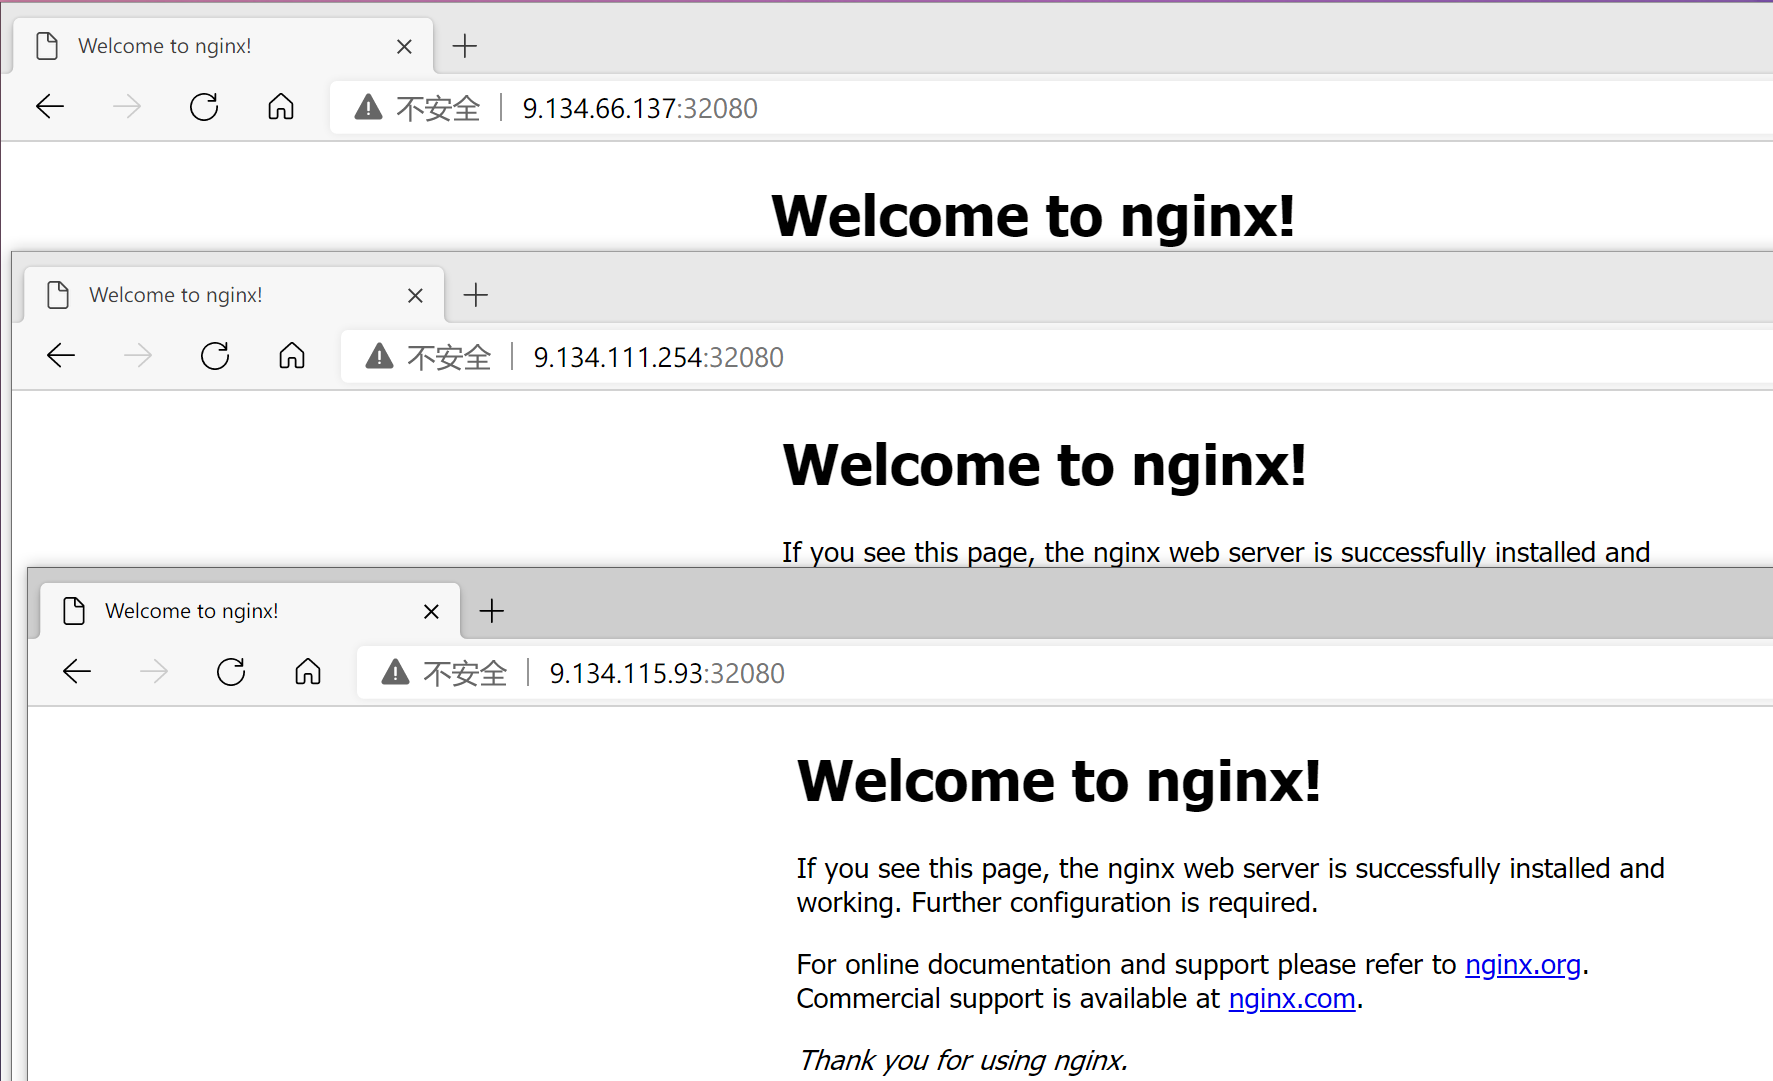 Welcome to nginx!
不安全 9.134.66.137:32080
Welcome to nginx!
Welcome to nginx!
不安全 9.134.111.254:32080
Welcome to nginx!
If you see this page, the nginx web server is successfully installed and
Welcome to nginx!
不安全 9.134.115.93:32080
Welcome to nginx!
If you see this page, the nginx web server is successfully installed and
working. Further configuration is required.
For online documentation and support please refer to nginx.org.
Commercial support is available at nginx.com.
Thank you for using nginx.